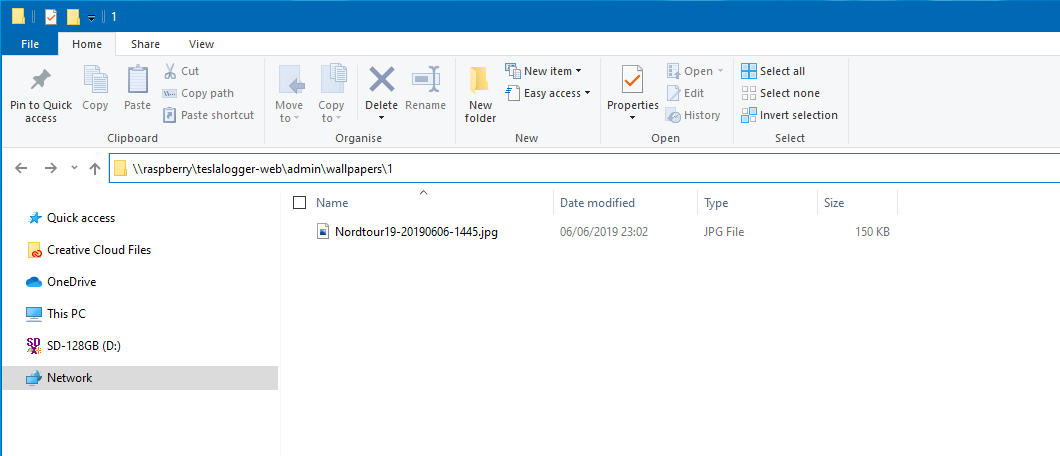 1
File Home Share View
Pin to Quick access
Copy
Paste
Cut
Copy path
Paste shortcut
Clipboard
Move to
Copy to
Delete
Rename
Organise
New folder
New item
Easy access
New
Properties
Open
Edit
History
Open
Select all
Select none
Invert selection
Select
\\raspberry\teslalogger-web\admin\wallpapers\1
Quick access
Creative Cloud Files
OneDrive
This PC
SD-128GB (D:)
Network
Name Date modified Type Size
Nordtour19-20190606-1445.jpg 06/06/2019 23:02 JPG File 150 KB